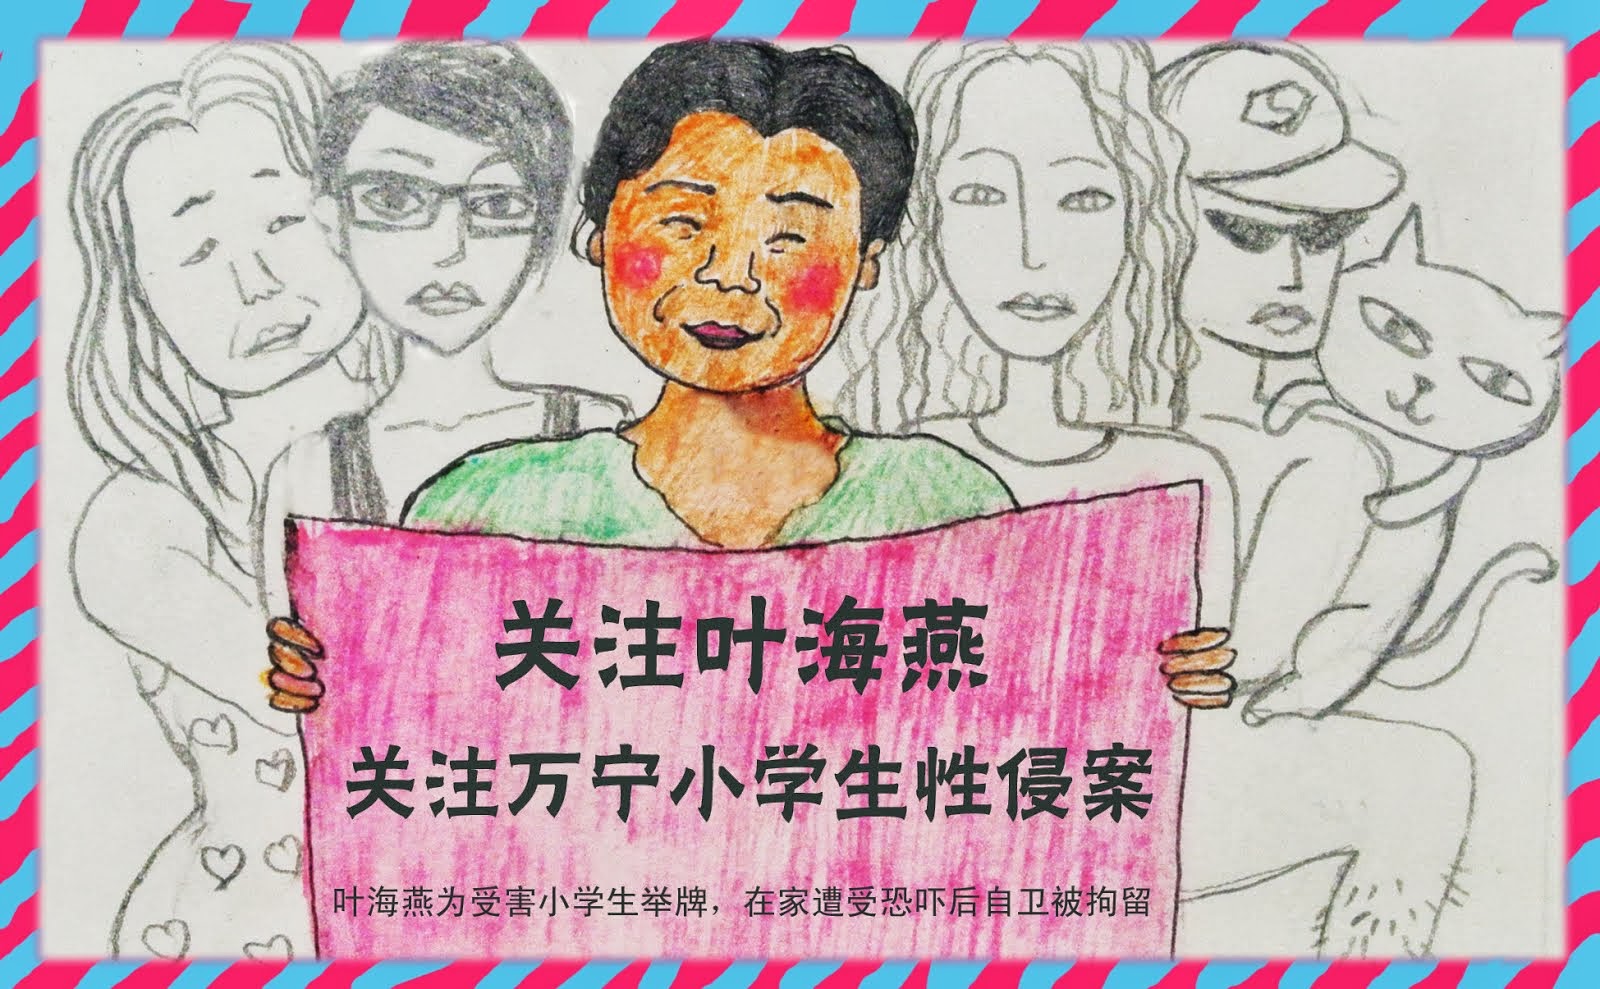 关注叶海燕
关注万宁小学生性侵案
叶海燕为受害小学生举牌，在家遭受恐吓后自卫被拘留